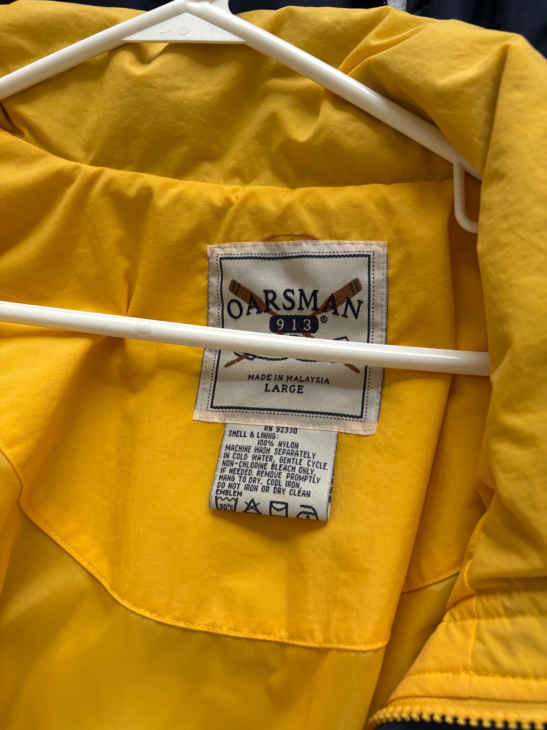 OARSMAN
913®
MADE IN MALAYSIA
LARGE
RN 92330
SHELL & LINING:
100% NYLON
MACHINE WASH SEPARATELY
IN COLD WATER, GENTLE CYCLE.
NON-CHLORINE BLEACH ONLY,
IF NEEDED. REMOVE PROMPTLY
HANG TO DRY. COOL IRON.
DO NOT IRON OR DRY CLEAN
EMBLEM